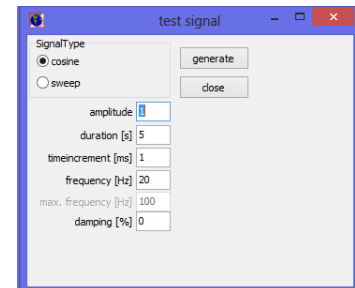 test signal
SignalType
cosine
sweep
generate
close
amplitude 1
duration [s] 5
timeincrement [ms] 1
frequency [Hz] 20
max. frequency [Hz] 100
damping [%] 0